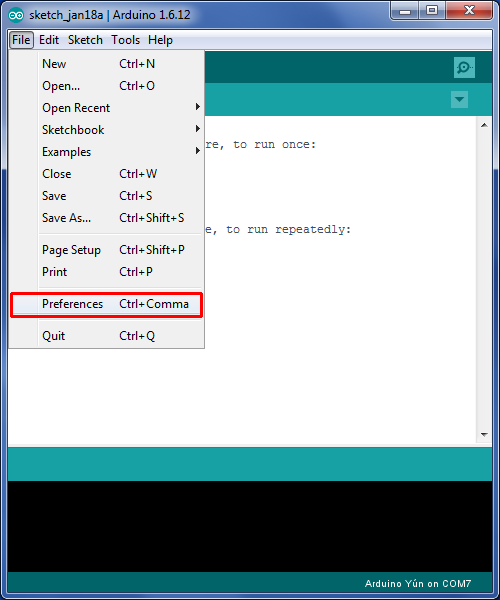 sketch_jan18a | Arduino 1.6.12
File Edit Sketch Tools Help
New Ctrl+N
Open... Ctrl+O
Open Recent
Sketchbook
Examples
re, to run once:
Close Ctrl+W
Save Ctrl+S
Save As... Ctrl+Shift+S
e, to run repeatedly:
Page Setup Ctrl+Shift+P
Print Ctrl+P
Preferences Ctrl+Comma
Quit Ctrl+Q
Arduino Yún on COM7